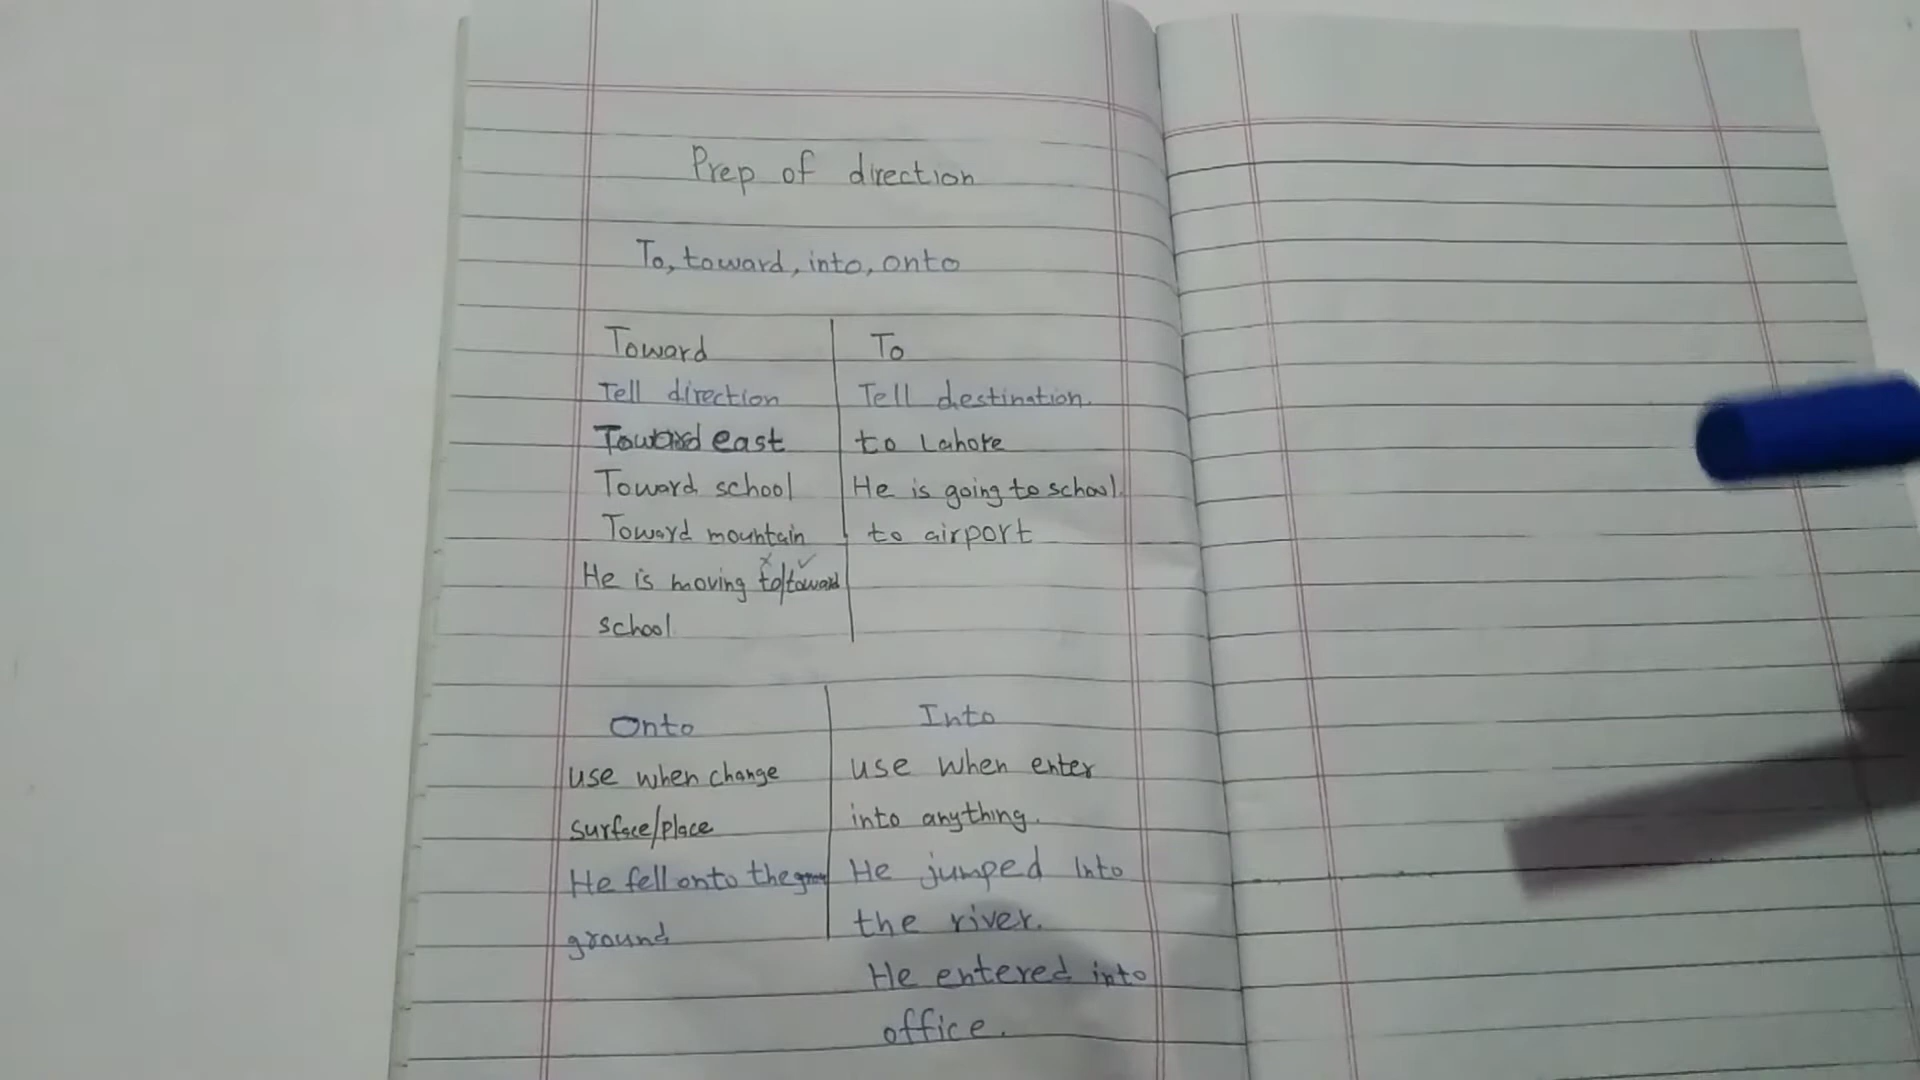 Prep of direction
To, toward, into, onto
Toward
Tell direction
Toward east
Toward school
Toward mountain
He is moving to/toward
school
To
Tell destination.
to Lahore
He is going to school.
to airport
Onto
use when change
surface/place
He fell onto the
ground
Into
use when enter
into anything.
He jumped into
the river.
He entered into
office.